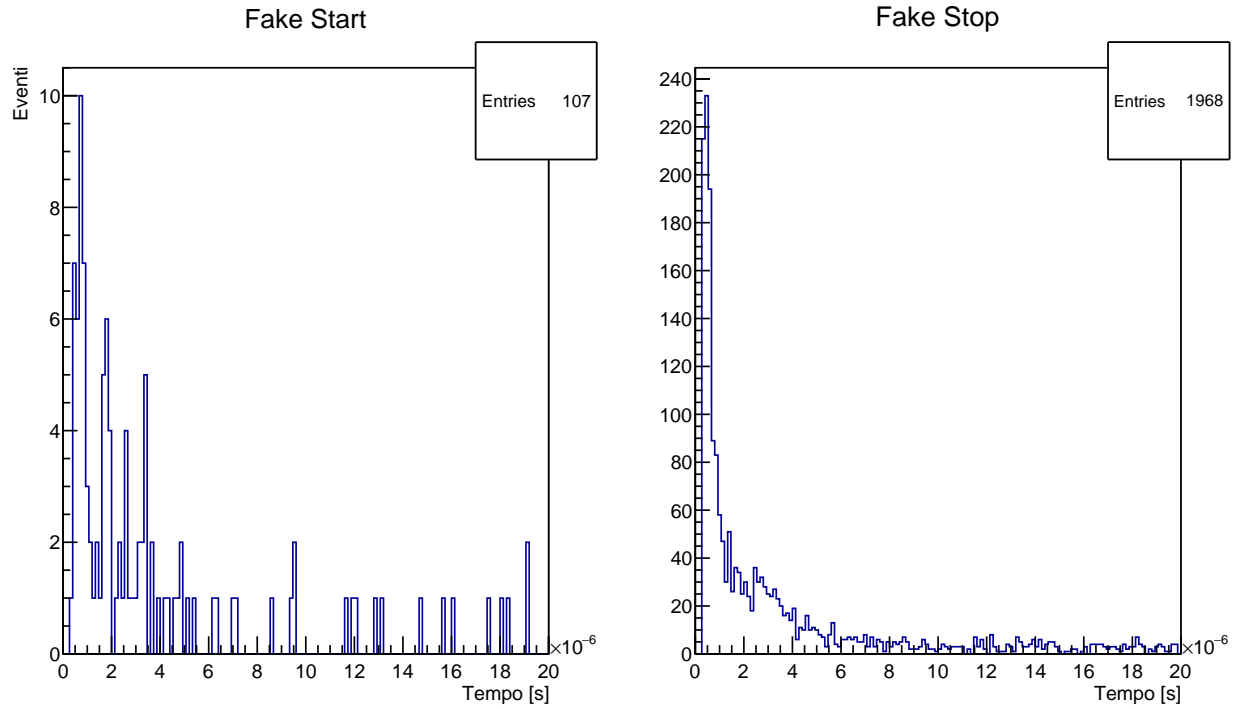 Fake Start
Eventi
Entries 107
10
8
6
4
2
0
0 2 4 6 8 10 12 14 16 18 20
×10⁻⁶
Tempo [s]
Fake Stop
Entries 1968
240
220
200
180
160
140
120
100
80
60
40
20
0
0 2 4 6 8 10 12 14 16 18 20
×10⁻⁶
Tempo [s]